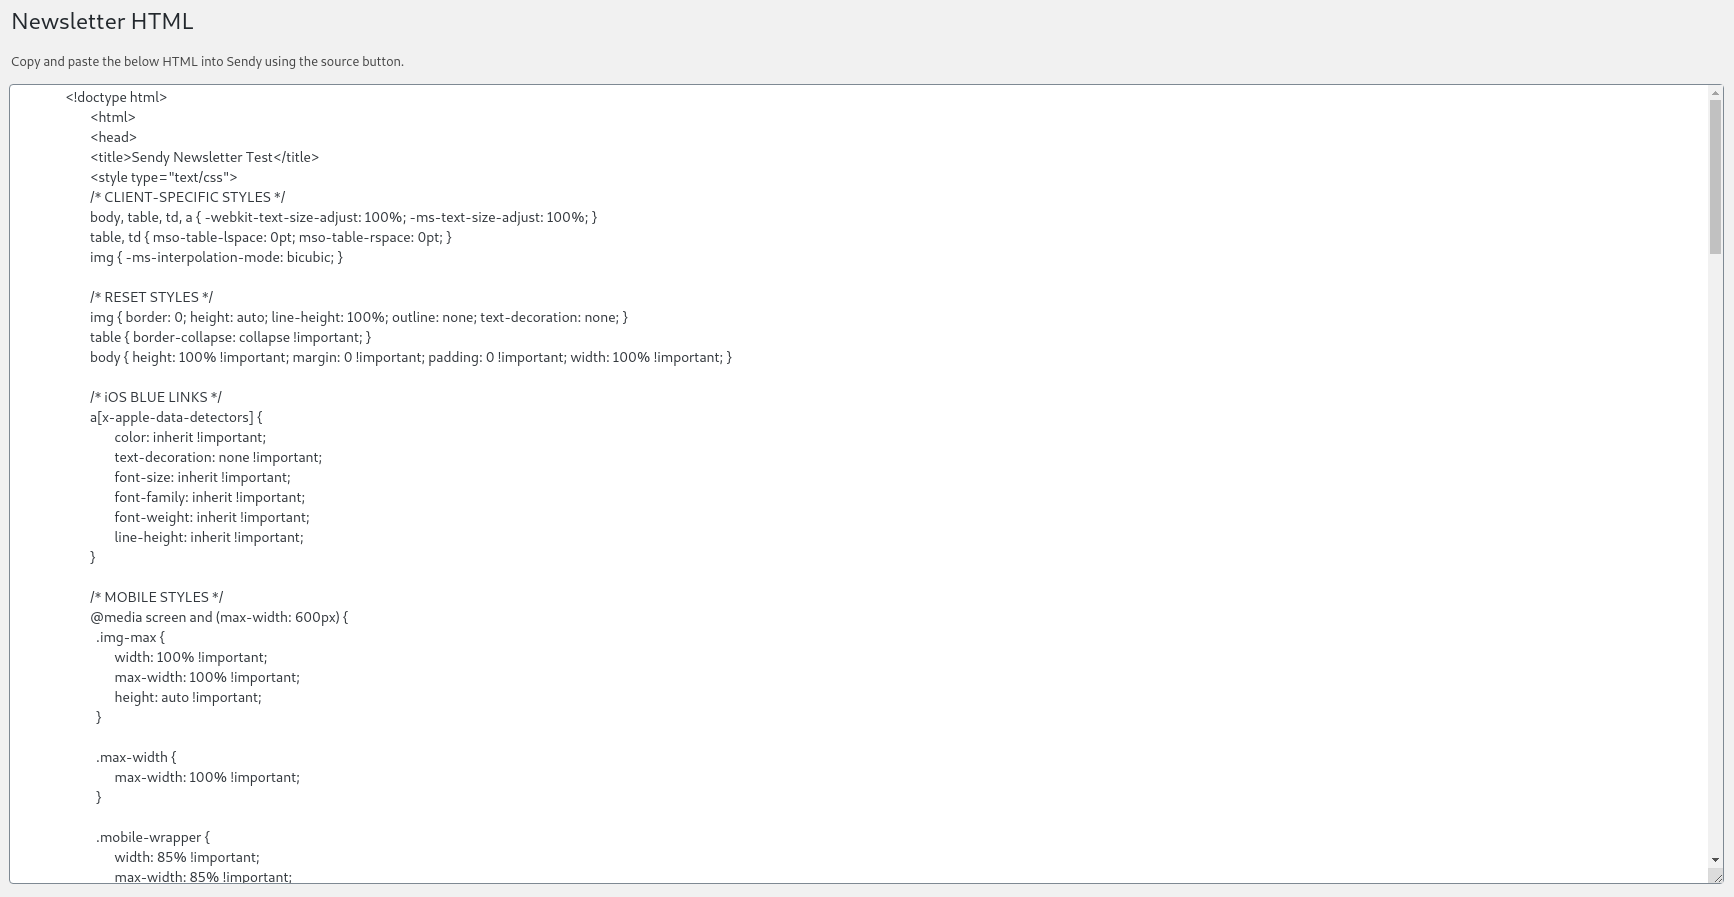 Newsletter HTML
Copy and paste the below HTML into Sendy using the source button.
<!doctype html>
<html>
<head>
<title>Sendy Newsletter Test</title>
<style type="text/css">
/* CLIENT-SPECIFIC STYLES */
body, table, td, a { -webkit-text-size-adjust: 100%; -ms-text-size-adjust: 100%; }
table, td { mso-table-lspace: 0pt; mso-table-rspace: 0pt; }
img { -ms-interpolation-mode: bicubic; }
/* RESET STYLES */
img { border: 0; height: auto; line-height: 100%; outline: none; text-decoration: none; }
table { border-collapse: collapse !important; }
body { height: 100% !important; margin: 0 !important; padding: 0 !important; width: 100% !important; }
/* iOS BLUE LINKS */
a[x-apple-data-detectors] {
color: inherit !important;
text-decoration: none !important;
font-size: inherit !important;
font-family: inherit !important;
font-weight: inherit !important;
line-height: inherit !important;
}
/* MOBILE STYLES */
@media screen and (max-width: 600px) {
.img-max {
width: 100% !important;
max-width: 100% !important;
height: auto !important;
}
.max-width {
max-width: 100% !important;
}
.mobile-wrapper {
width: 85% !important;
max-width: 85% !important;